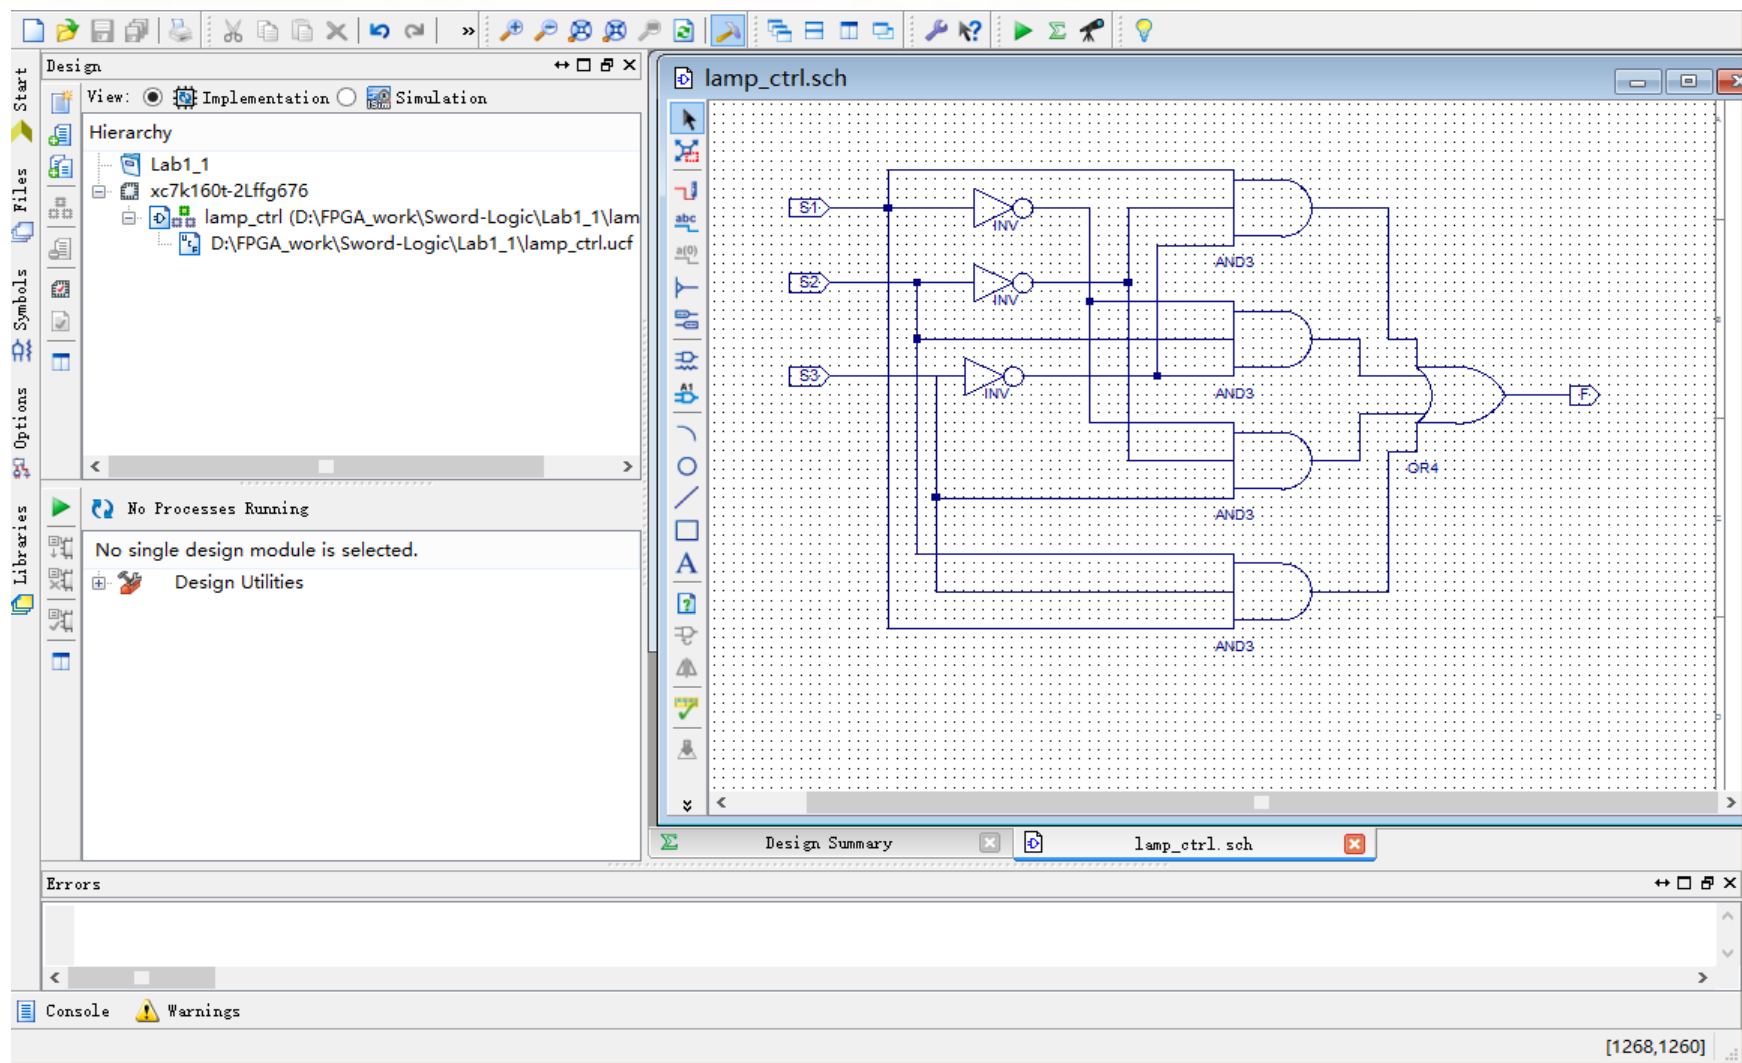 Design
View: Implementation Simulation
Hierarchy
Lab1_1
xc7k160t-2Lffg676
lamp_ctrl (D:\FPGA_work\Sword-Logic\Lab1_1\lam
D:\FPGA_work\Sword-Logic\Lab1_1\lamp_ctrl.ucf
Start
Files
Symbols
Options
Libraries
No Processes Running
No single design module is selected.
Design Utilities
lamp_ctrl.sch
abc
a(0)
A1
A
S1
INV
AND3
S2
INV
S3
INV
AND3
F
OR4
AND3
AND3
Design Summary
lamp_ctrl.sch
Errors
Console
Warnings
[1268,1260]